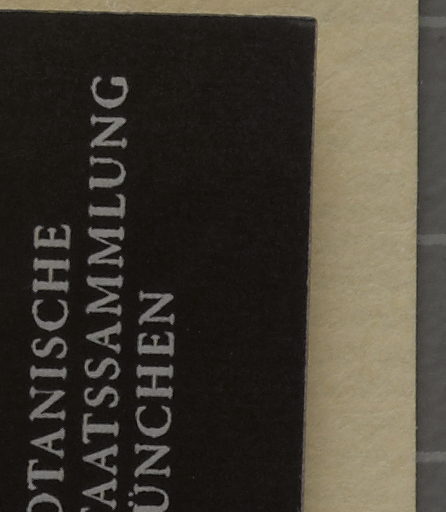 OTANISCHE
TAATSSAMMLUNG
ÜNCHEN